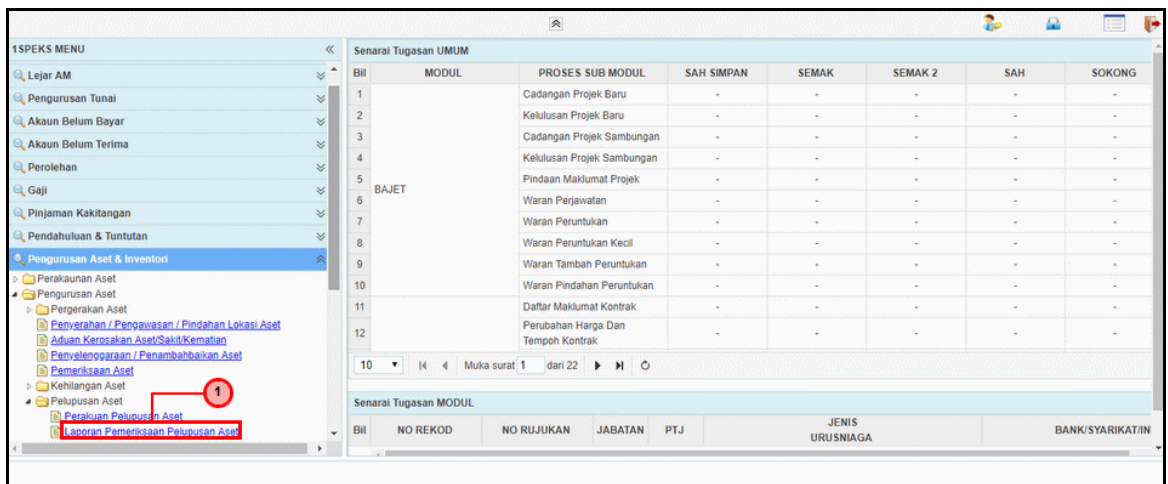 1SPEKS MENU
Lejar AM
Pengurusan Tunai
Akaun Belum Bayar
Akaun Belum Terima
Perolehan
Gaji
Pinjaman Kakitangan
Pendahuluan & Tuntutan
Pengurusan Aset & Inventori
Perakaunan Aset
Pengurusan Aset
Pergerakan Aset
Penyerahan / Pengawasan / Pindahan Lokasi Aset
Aduan Kerosakan Aset/Sakit/Kematian
Penyelenggaraan / Penambahbaikan Aset
Pemeriksaan Aset
Kehilangan Aset
Pelupusan Aset
1
Perakuan Pelupusan Aset
Laporan Pemeriksaan Pelupusan Aset
Senarai Tugasan UMUM
Bil MODUL PROSES SUB MODUL SAH SIMPAN SEMAK SEMAK 2 SAH SOKONG
1 Cadangan Projek Baru - - - - -
2 Kelulusan Projek Baru - - - - -
3 Cadangan Projek Sambungan - - - - -
4 Kelulusan Projek Sambungan - - - - -
5 Pindaan Maklumat Projek - - - - -
BAJET
6 Waran Perjawatan - - - - -
7 Waran Peruntukan - - - - -
8 Waran Peruntukan Kecil - - - - -
9 Waran Tambah Peruntukan - - - - -
10 Waran Pindahan Peruntukan - - - - -
11 Daftar Maklumat Kontrak - - - - -
12 Perubahan Harga Dan - - - - -
Tempoh Kontrak
10 Muka surat 1 dari 22
Senarai Tugasan MODUL
Bil NO REKOD NO RUJUKAN JABATAN PTJ JENIS
URUSNIAGA BANK/SYARIKAT/IN